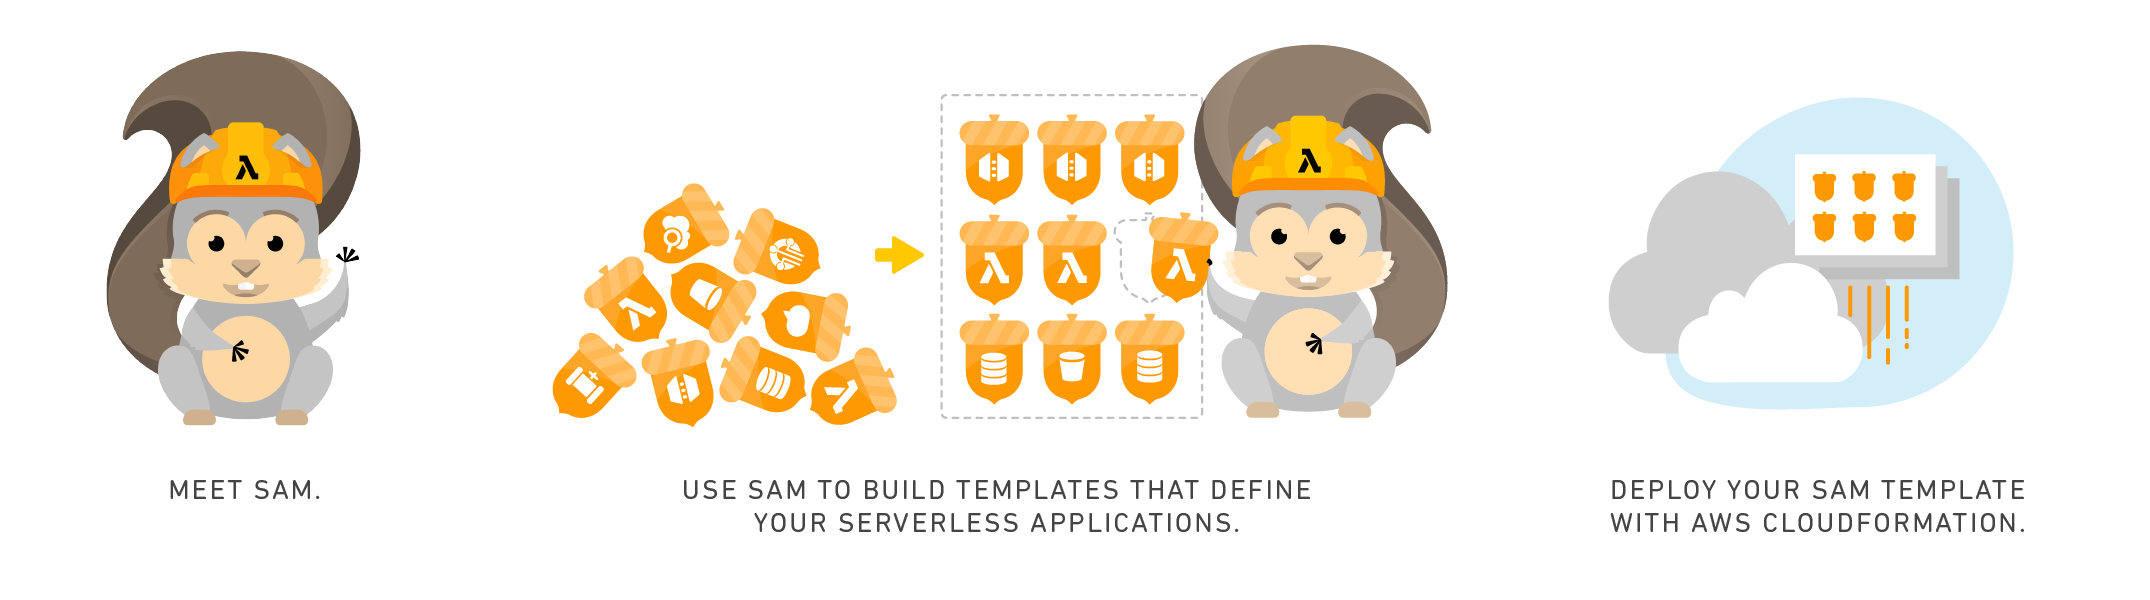 MEET SAM.
USE SAM TO BUILD TEMPLATES THAT DEFINE
YOUR SERVERLESS APPLICATIONS.
DEPLOY YOUR SAM TEMPLATE
WITH AWS CLOUDFORMATION.